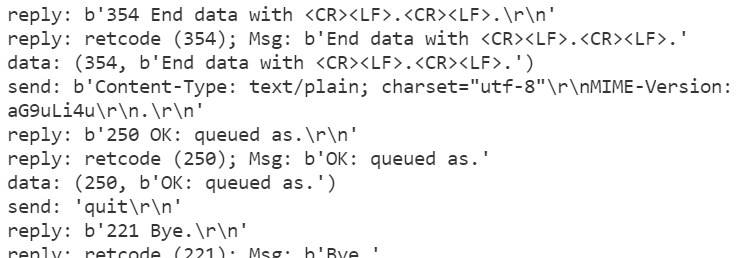 reply: b'354 End data with <CR><LF>.<CR><LF>.\r\n'
reply: retcode (354); Msg: b'End data with <CR><LF>.<CR><LF>.'
data: (354, b'End data with <CR><LF>.<CR><LF>.')
send: b'Content-Type: text/plain; charset="utf-8"\r\nMIME-Version:
aG9uLi4u\r\n.\r\n'
reply: b'250 OK: queued as.\r\n'
reply: retcode (250); Msg: b'OK: queued as.'
data: (250, b'OK: queued as.')
send: 'quit\r\n'
reply: b'221 Bye.\r\n'
reply: retcode (221); Msg: b'Bye.'